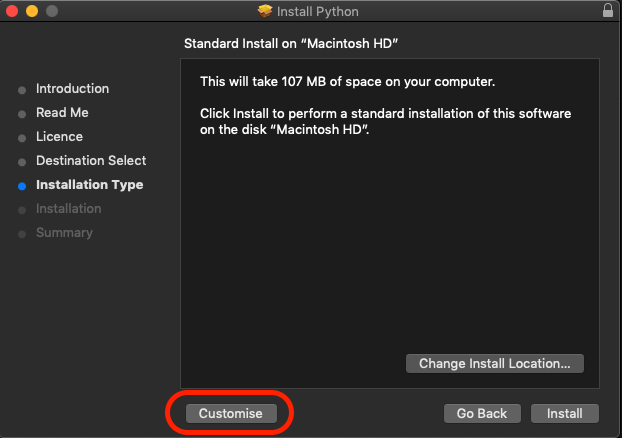 Install Python
Standard Install on “Macintosh HD”
Introduction
Read Me
Licence
Destination Select
Installation Type
Installation
Summary
This will take 107 MB of space on your computer.
Click Install to perform a standard installation of this software
on the disk “Macintosh HD”.
Change Install Location...
Customise
Go Back
Install